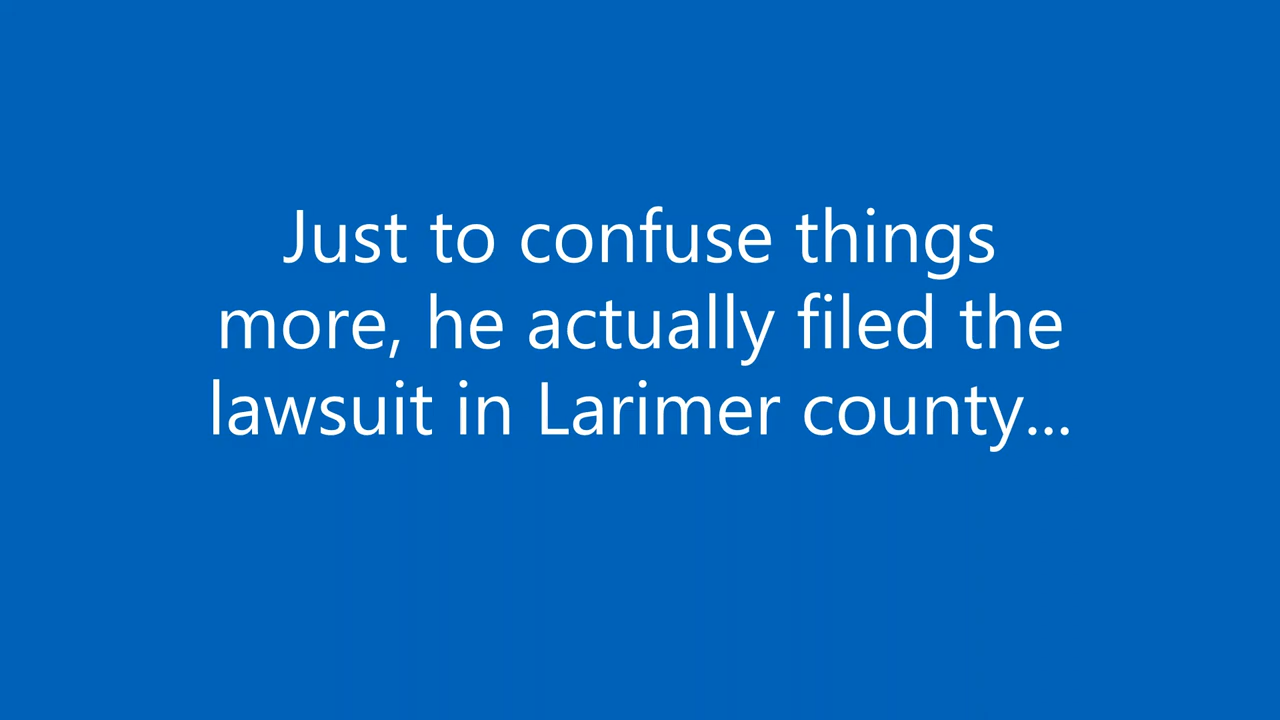 Just to confuse things
more, he actually filed the
lawsuit in Larimer county...